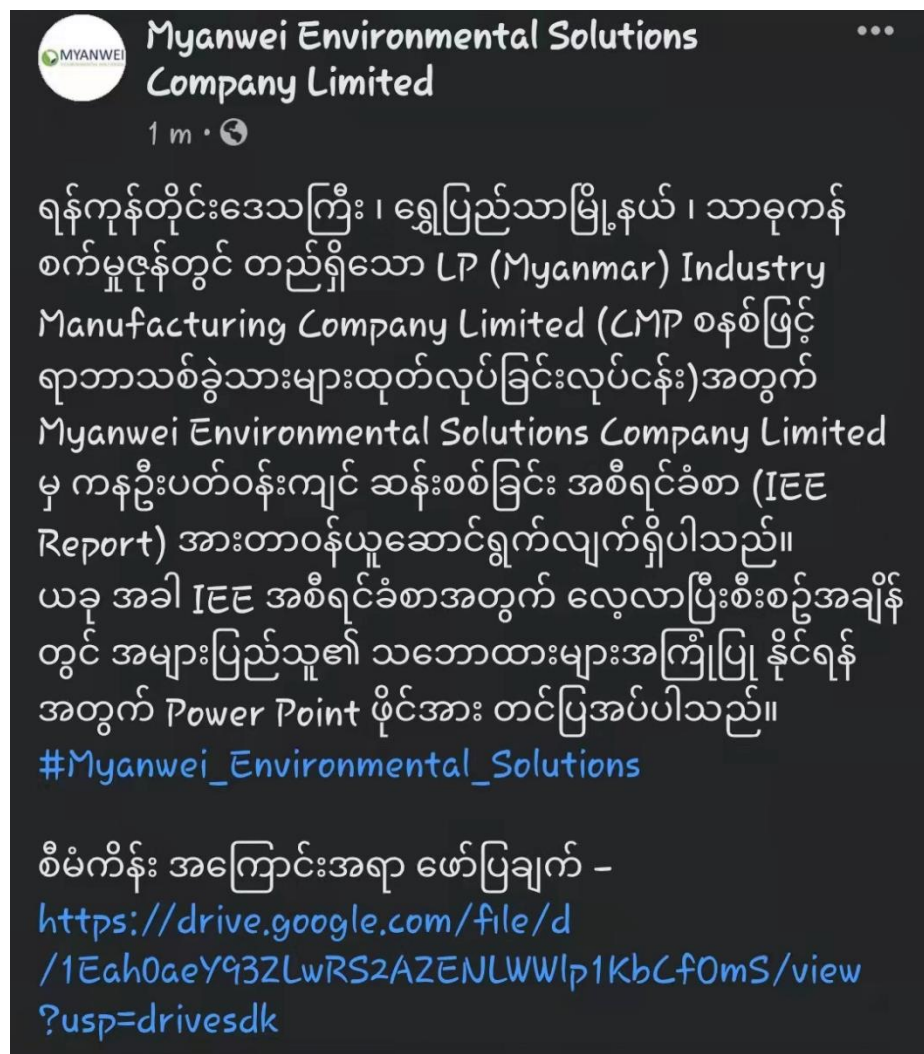 MYANWEI
Myanwei Environmental Solutions
Company Limited
1 m
ရန်ကုန်တိုင်းဒေသကြီး ၊ ရွှေပြည်သာမြို့နယ် ၊ သာဓုကန်
စက်မှုဇုန်တွင် တည်ရှိသော LP (Myanmar) Industry
Manufacturing Company Limited (CMP စနစ်ဖြင့်
ရာဘာသစ်ခွဲသားများထုတ်လုပ်ခြင်းလုပ်ငန်း)အတွက်
Myanwei Environmental Solutions Company Limited
မှ ကနဦးပတ်ဝန်းကျင် ဆန်းစစ်ခြင်း အစီရင်ခံစာ (IEE
Report) အားတာဝန်ယူဆောင်ရွက်လျက်ရှိပါသည်။
ယခု အခါ IEE အစီရင်ခံစာအတွက် လေ့လာပြီးစီးစဉ်အချိန်
တွင် အများပြည်သူ၏ သဘောထားများအကြံပြု နိုင်ရန်
အတွက် Power Point ဖိုင်အား တင်ပြအပ်ပါသည်။
#Myanwei_Environmental_Solutions
စီမံကိန်း အကြောင်းအရာ ဖော်ပြချက် –
https://drive.google.com/file/d
/1Eah0aeY93ZLwRS2AZENLWWlp1KbCfOmS/view
?usp=drivesdk